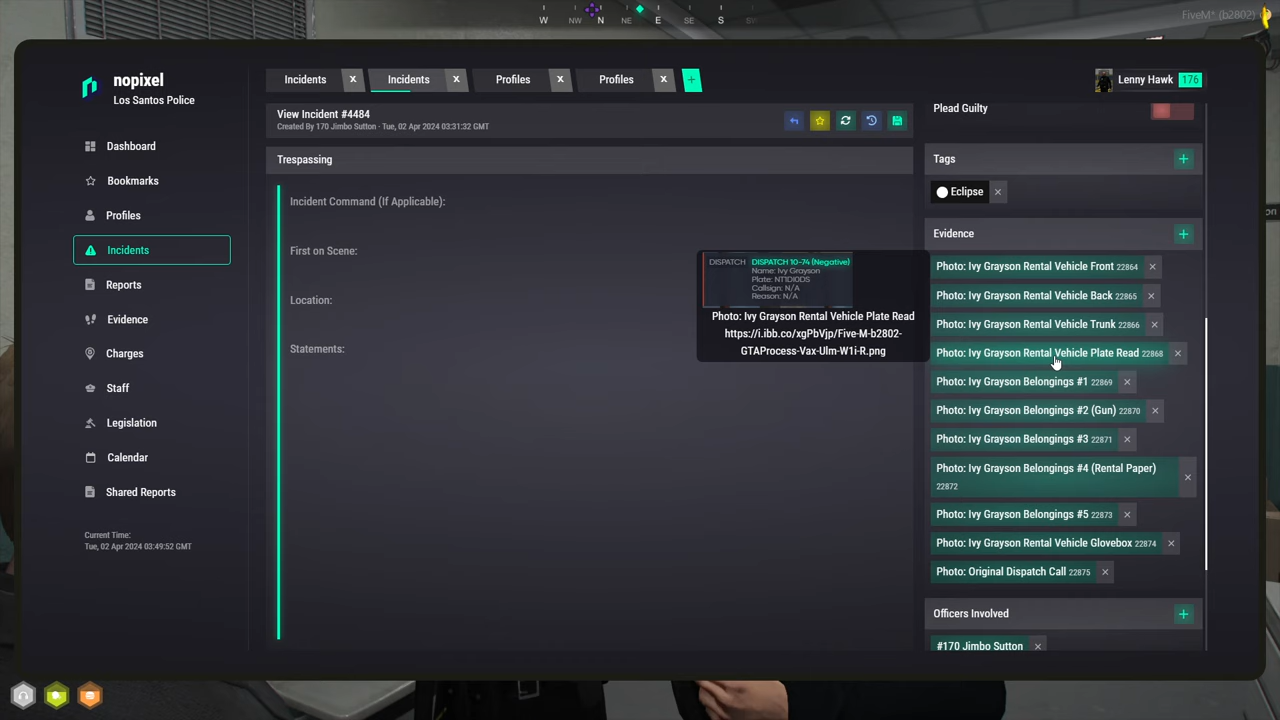 W NW N NE E SE S SW
FiveM* (b2802)
nopixel
Los Santos Police
Incidents x
Incidents x
Profiles x
Profiles x
+
Lenny Hawk 176
Dashboard
Bookmarks
Profiles
Incidents
Reports
Evidence
Charges
Staff
Legislation
Calendar
Shared Reports
Current Time:
Tue, 02 Apr 2024 03:49:52 GMT
View Incident #4484
Created By 170 Jimbo Sutton - Tue, 02 Apr 2024 03:31:32 GMT
Trespassing
Incident Command (If Applicable):
First on Scene:
Location:
Statements:
DISPATCH DISPATCH 10-74 (Negative)
Name: Ivy Grayson
Plate: NT1DI0DS
Callsign: N/A
Reason: N/A
Photo: Ivy Grayson Rental Vehicle Plate Read
https://i.ibb.co/xgPbVjp/Five-M-b2802-
GTAProcess-Vax-Ulm-W1i-R.png
Plead Guilty
Tags +
Eclipse ×
Evidence +
Photo: Ivy Grayson Rental Vehicle Front 22864 ×
Photo: Ivy Grayson Rental Vehicle Back 22865 ×
Photo: Ivy Grayson Rental Vehicle Trunk 22866 ×
Photo: Ivy Grayson Rental Vehicle Plate Read 22868 ×
Photo: Ivy Grayson Belongings #1 22869 ×
Photo: Ivy Grayson Belongings #2 (Gun) 22870 ×
Photo: Ivy Grayson Belongings #3 22871 ×
Photo: Ivy Grayson Belongings #4 (Rental Paper) ×
22872
Photo: Ivy Grayson Belongings #5 22873 ×
Photo: Ivy Grayson Rental Vehicle Glovebox 22874 ×
Photo: Original Dispatch Call 22875 ×
Officers Involved +
#170 Jimbo Sutton ×